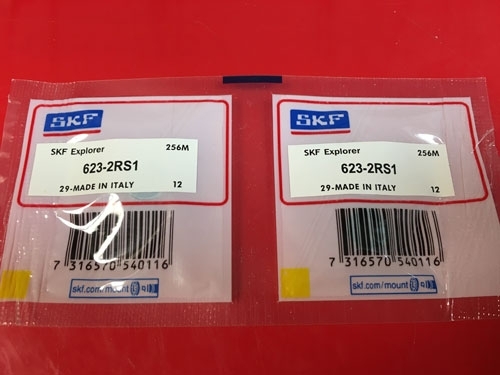 SKF
SKF Explorer 256M
623-2RS1
29-MADE IN ITALY 12
7 316570 540116
skf.com/mount
SKF
SKF Explorer 256M
623-2RS1
29-MADE IN ITALY 12
7 316570 540116
skf.com/mount